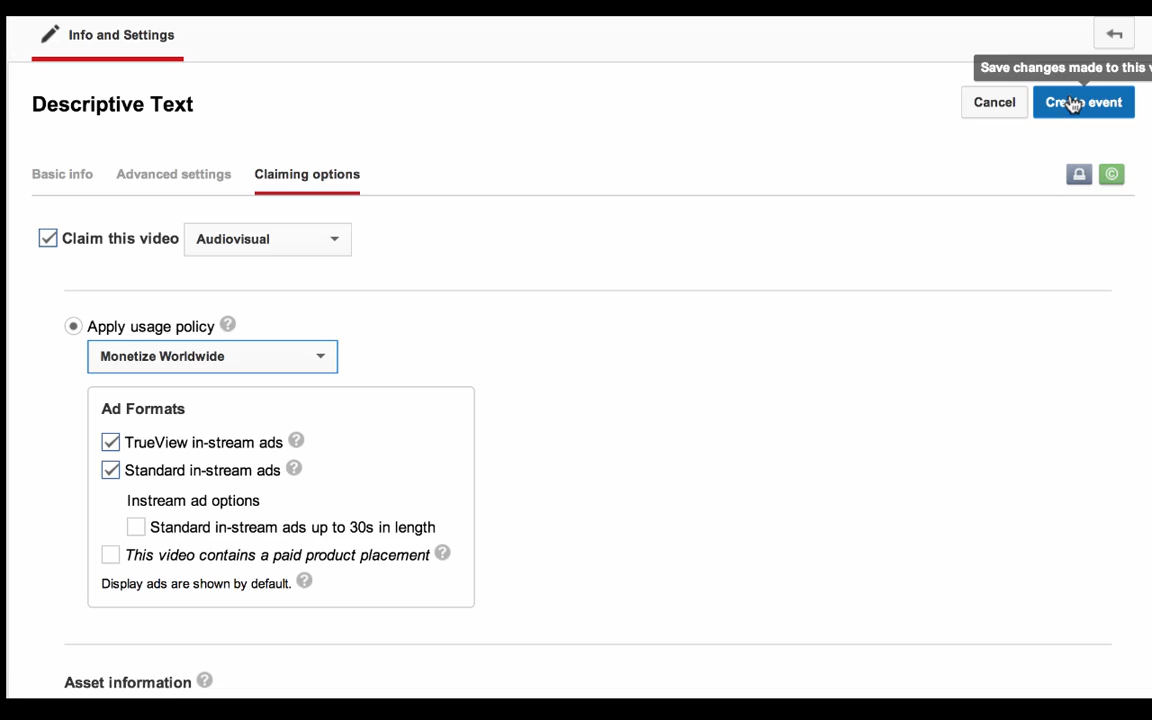 Info and Settings
Save changes made to this
Descriptive Text
Cancel
event
Basic info
Advanced settings
Claiming options
©
Claim this video
Audiovisual
Apply usage policy ?
Monetize Worldwide
Ad Formats
TrueView in-stream ads ?
Standard in-stream ads ?
Instream ad options
Standard in-stream ads up to 30s in length
This video contains a paid product placement ?
Display ads are shown by default. ?
Asset information ?